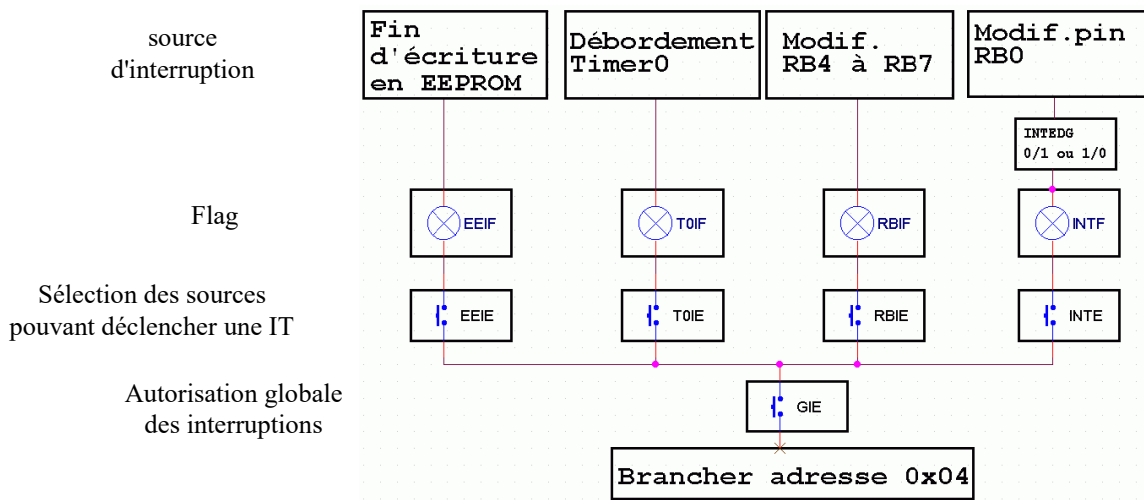 source
d'interruption
Fin
d'écriture
en EEPROM
Débordement
Timer0
Modif.
RB4 à RB7
Modif.pin
RB0
INTEDG
0/1 ou 1/0
Flag
EEIF
T0IF
RBIF
INTF
Sélection des sources
pouvant déclencher une IT
EEIE
T0IE
RBIE
INTE
Autorisation globale
des interruptions
GIE
Brancher adresse 0x04